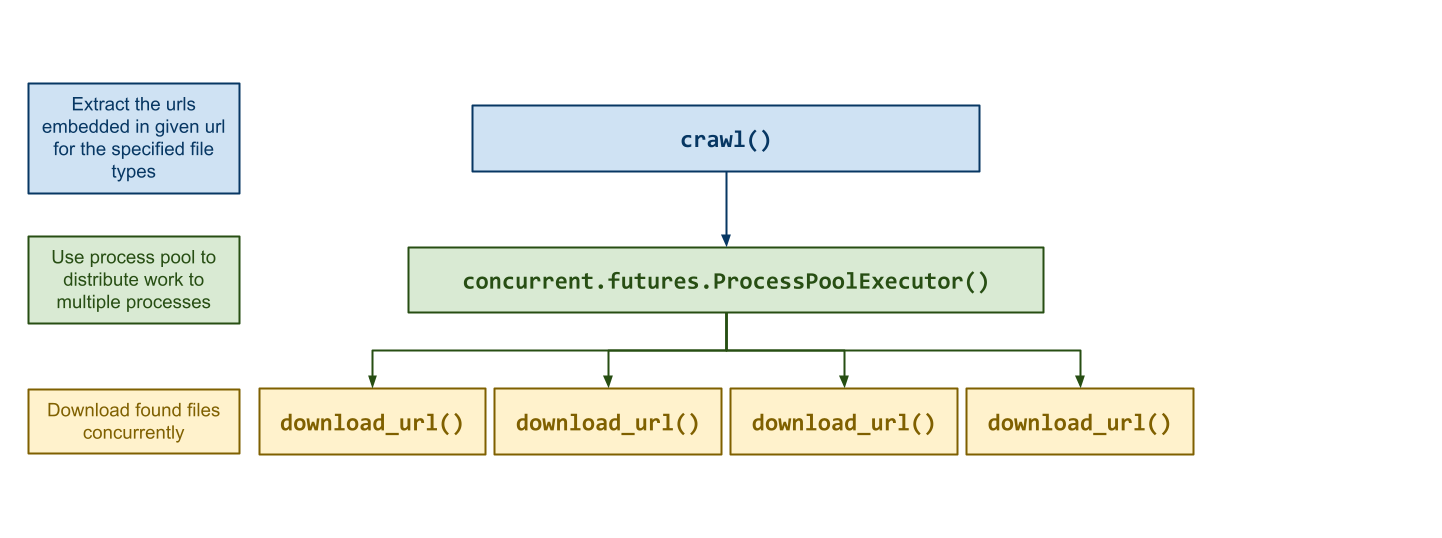 Extract the urls
embedded in given url
for the specified file
types
crawl()
Use process pool to
distribute work to
multiple processes
concurrent.futures.ProcessPoolExecutor()
Download found files
concurrently
download_url()
download_url()
download_url()
download_url()